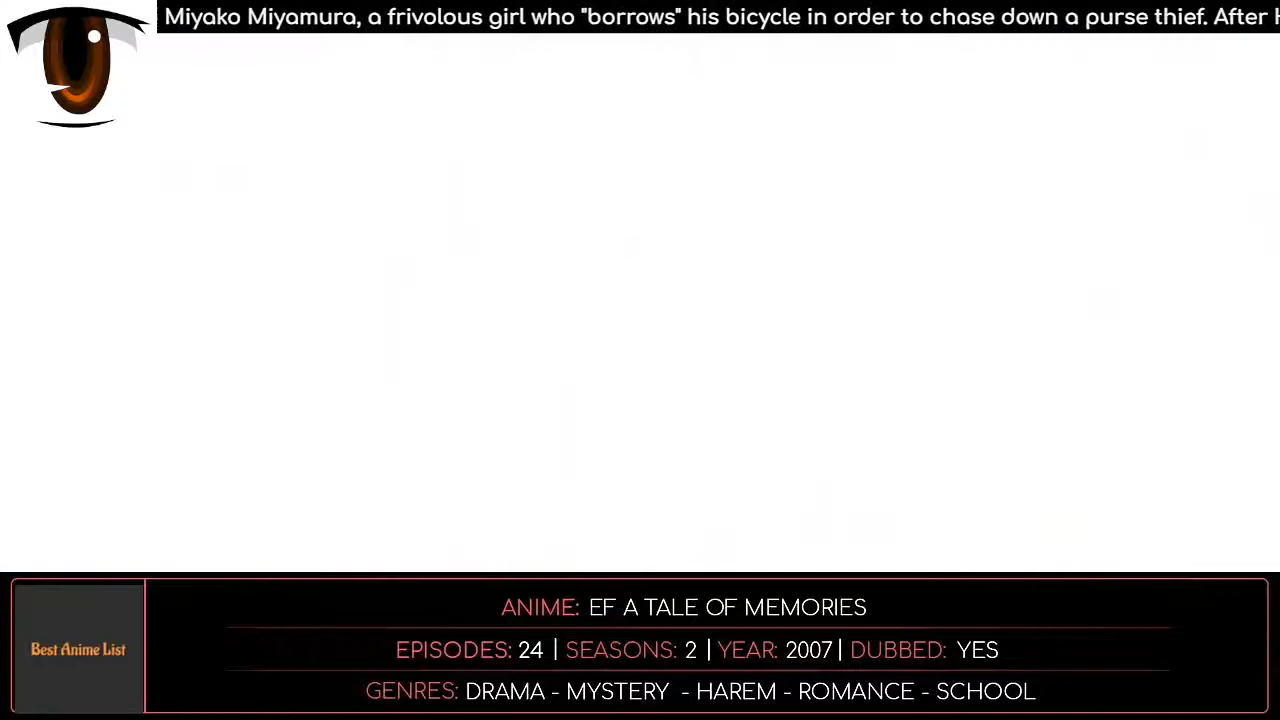 Miyako Miyamura, a frivolous girl who "borrows" his bicycle in order to chase down a purse thief. After
ANIME: EF A TALE OF MEMORIES
Best Anime List
EPISODES: 24 | SEASONS: 2 | YEAR: 2007 | DUBBED: YES
GENRES: DRAMA - MYSTERY - HAREM - ROMANCE - SCHOOL